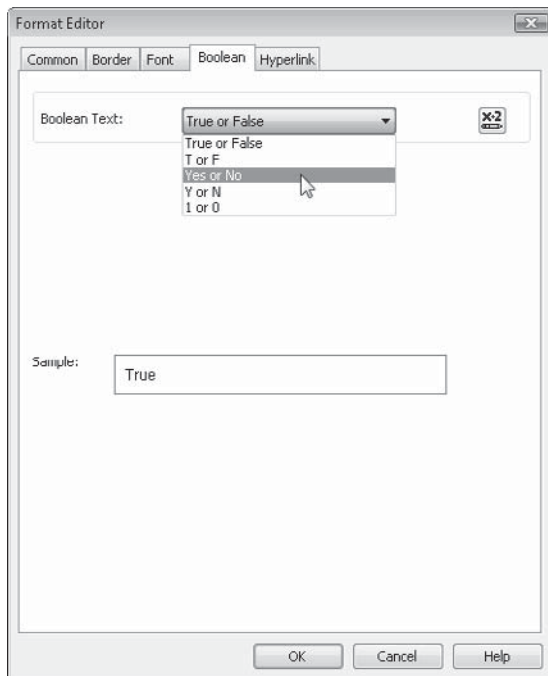 Format Editor
Common Border Font Boolean Hyperlink
Boolean Text: True or False
X+2
True or False
T or F
Yes or No
Y or N
1 or 0
Sample:
True
OK Cancel Help